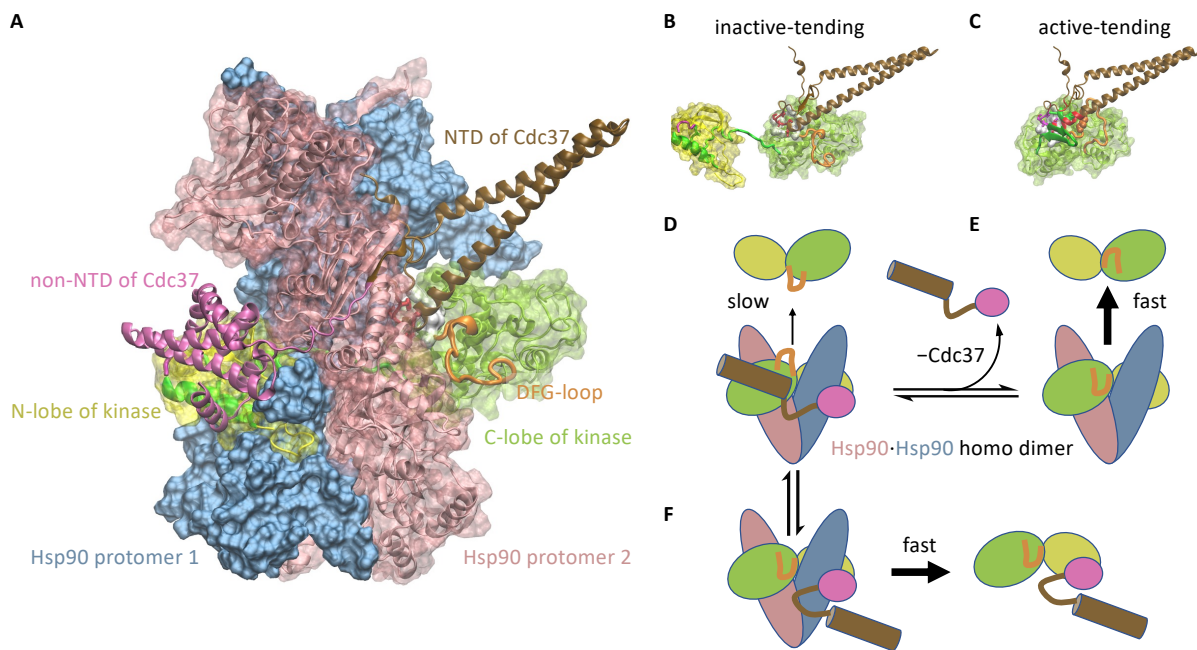 A
NTD of Cdc37
non-NTD of Cdc37
N-lobe of kinase
DFG-loop
C-lobe of kinase
Hsp90 protomer 1
Hsp90 protomer 2
B
inactive-tending
C
active-tending
D
slow
–Cdc37
E
fast
Hsp90·Hsp90 homo dimer
F
fast